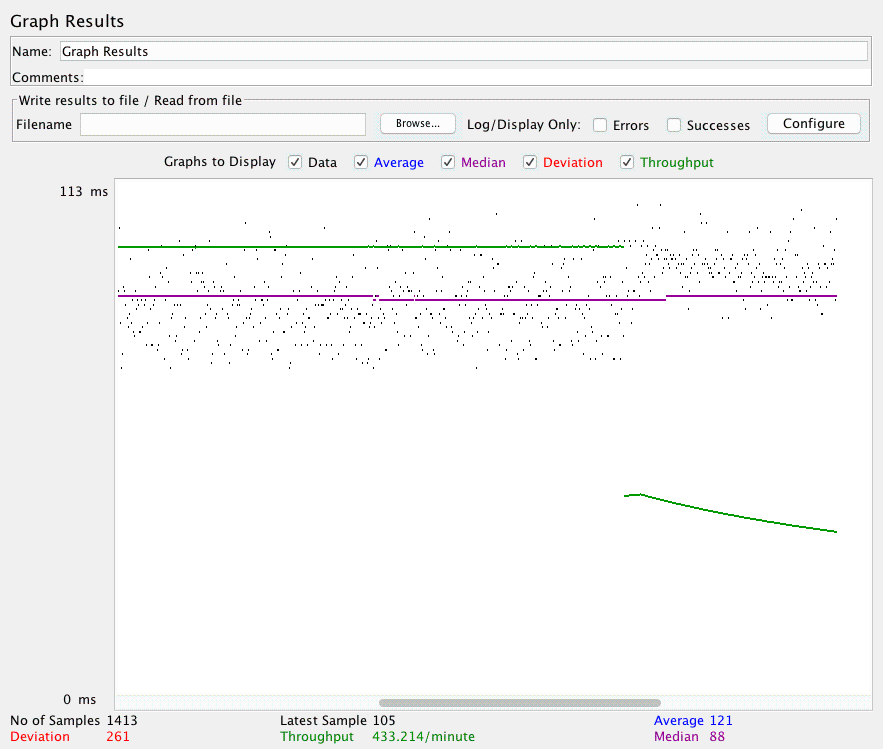 Graph Results
Name: Graph Results
Comments:
Write results to file / Read from file
Filename Browse... Log/Display Only: Errors Successes Configure
Graphs to Display Data Average Median Deviation Throughput
113 ms
0 ms
No of Samples 1413 Latest Sample 105 Average 121
Deviation 261 Throughput 433.214/minute Median 88